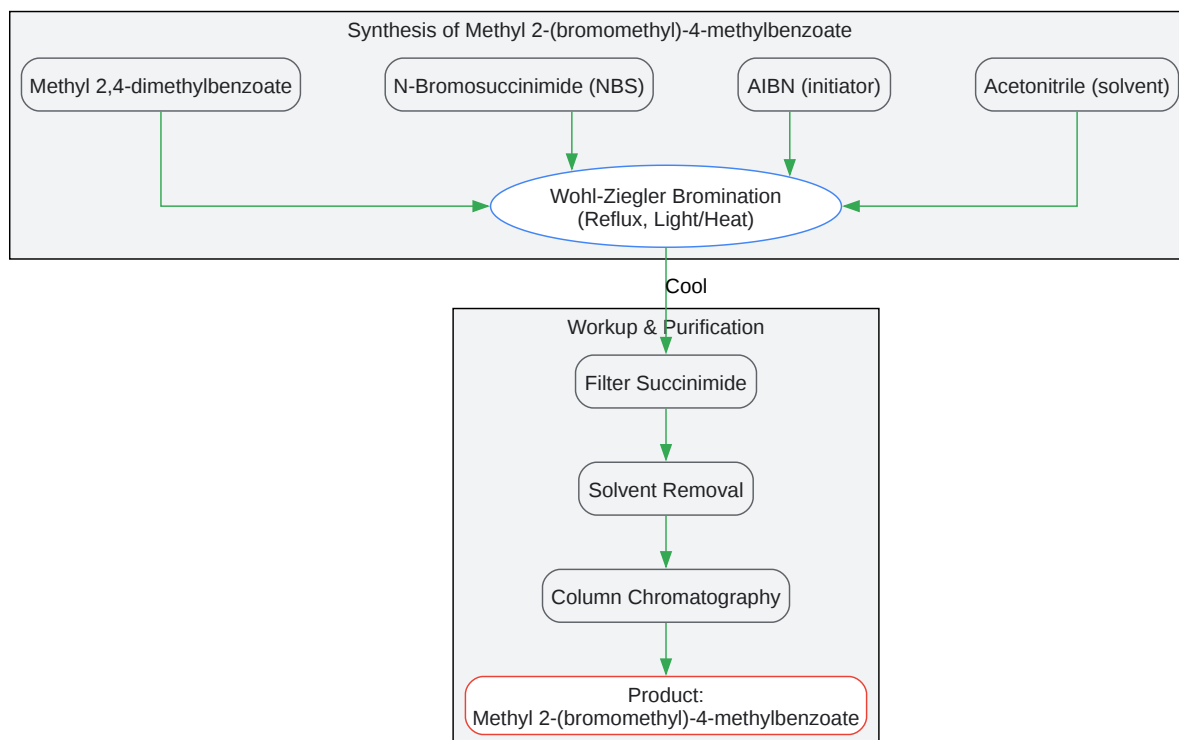 Synthesis of Methyl 2-(bromomethyl)-4-methylbenzoate
Methyl 2,4-dimethylbenzoate
N-Bromosuccinimide (NBS)
AIBN (initiator)
Acetonitrile (solvent)
Wohl-Ziegler Bromination
(Reflux, Light/Heat)
Cool
Workup & Purification
Filter Succinimide
Solvent Removal
Column Chromatography
Product:
Methyl 2-(bromomethyl)-4-methylbenzoate